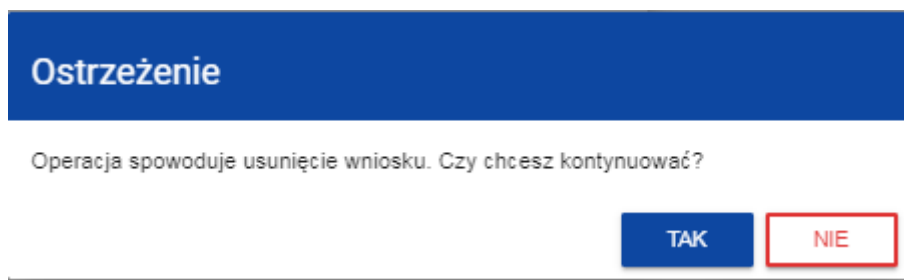 Ostrzeżenie
Operacja spowoduje usunięcie wniosku. Czy chcesz kontynuować?
TAK
NIE